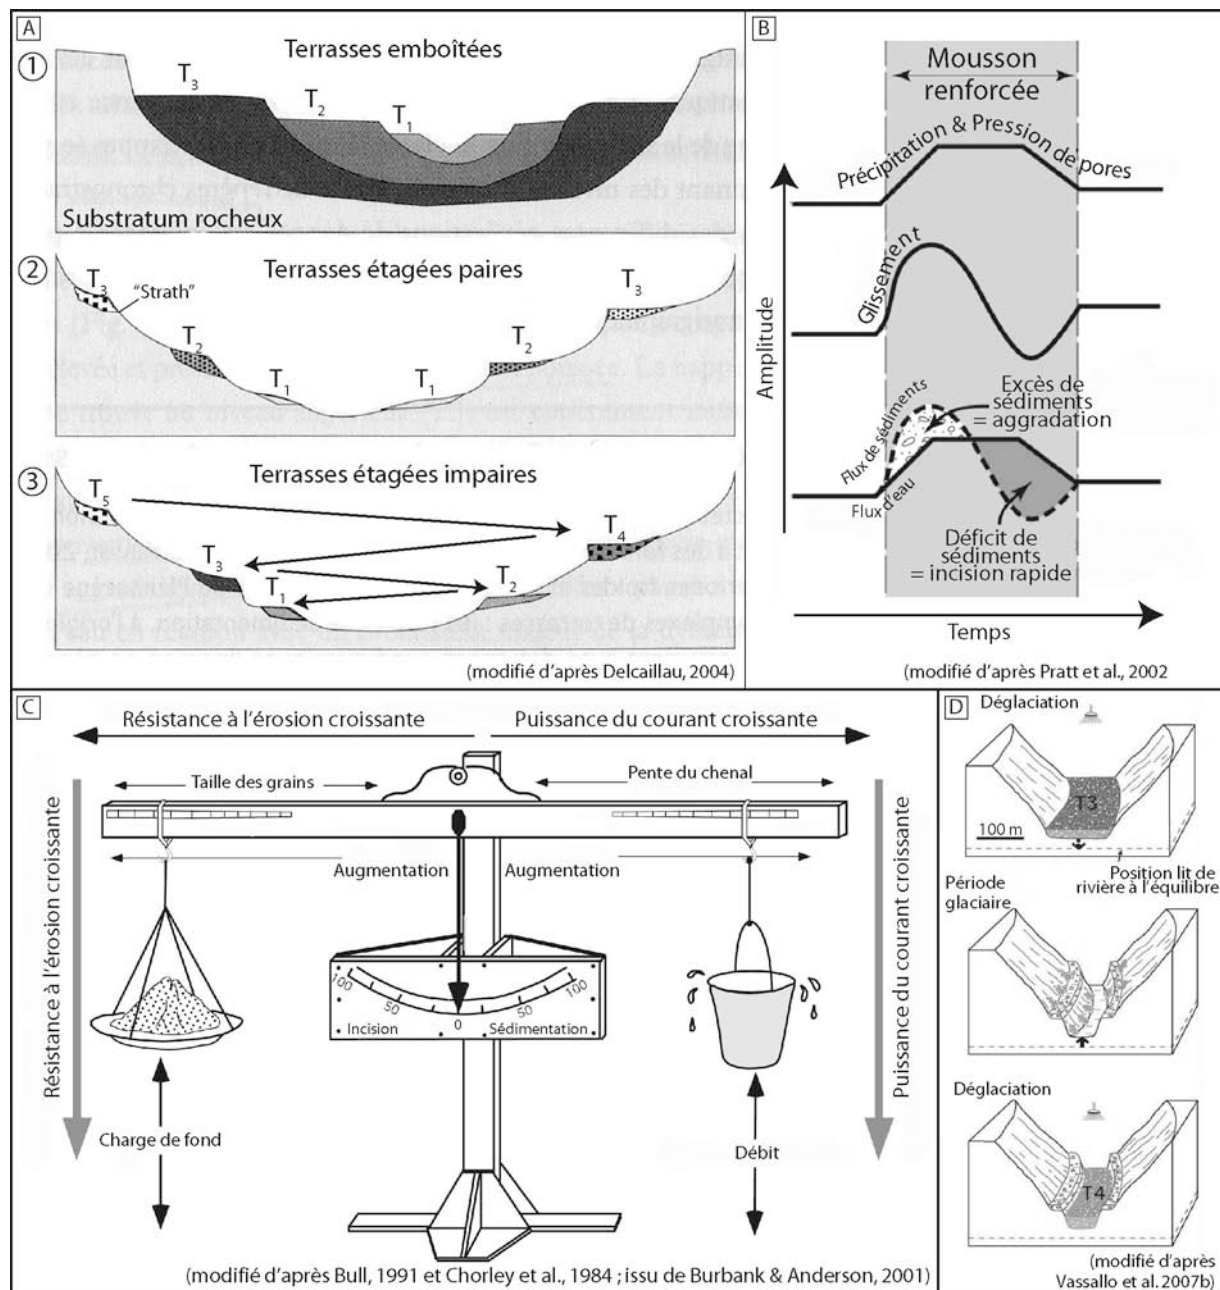 A
Terrasses emboîtées
1
T3
T2
T1
Substratum rocheux
2
Terrasses étagées paires
T3
"Strath"
T3
T2
T2
T1
T1
3
Terrasses étagées impaires
T5
T4
T3
T2
T1
(modifié d'après Delcaillau, 2004)
B
Mousson
renforcée
Précipitation & Pression de pores
Amplitude
Glissement
Flux de sédiments
Excès de
sédiments
= aggradation
Flux d'eau
Déficit de
sédiments
= incision rapide
Temps
(modifié d'après Pratt et al., 2002
C
Résistance à l'érosion croissante
Puissance du courant croissante
Taille des grains
Pente du chenal
Résistance à l'érosion croissante
Puissance du courant croissante
Augmentation
Augmentation
100
50
0
50
100
Incision
Sédimentation
Charge de fond
Débit
(modifié d'après Bull, 1991 et Chorley et al., 1984 ; issu de Burbank & Anderson, 2001)
D
Déglaciation
T3
100 m
Position lit de
rivière à l'équilibre
Période
glaciaire
Déglaciation
T4
(modifié d'après
Vassallo et al. 2007b)